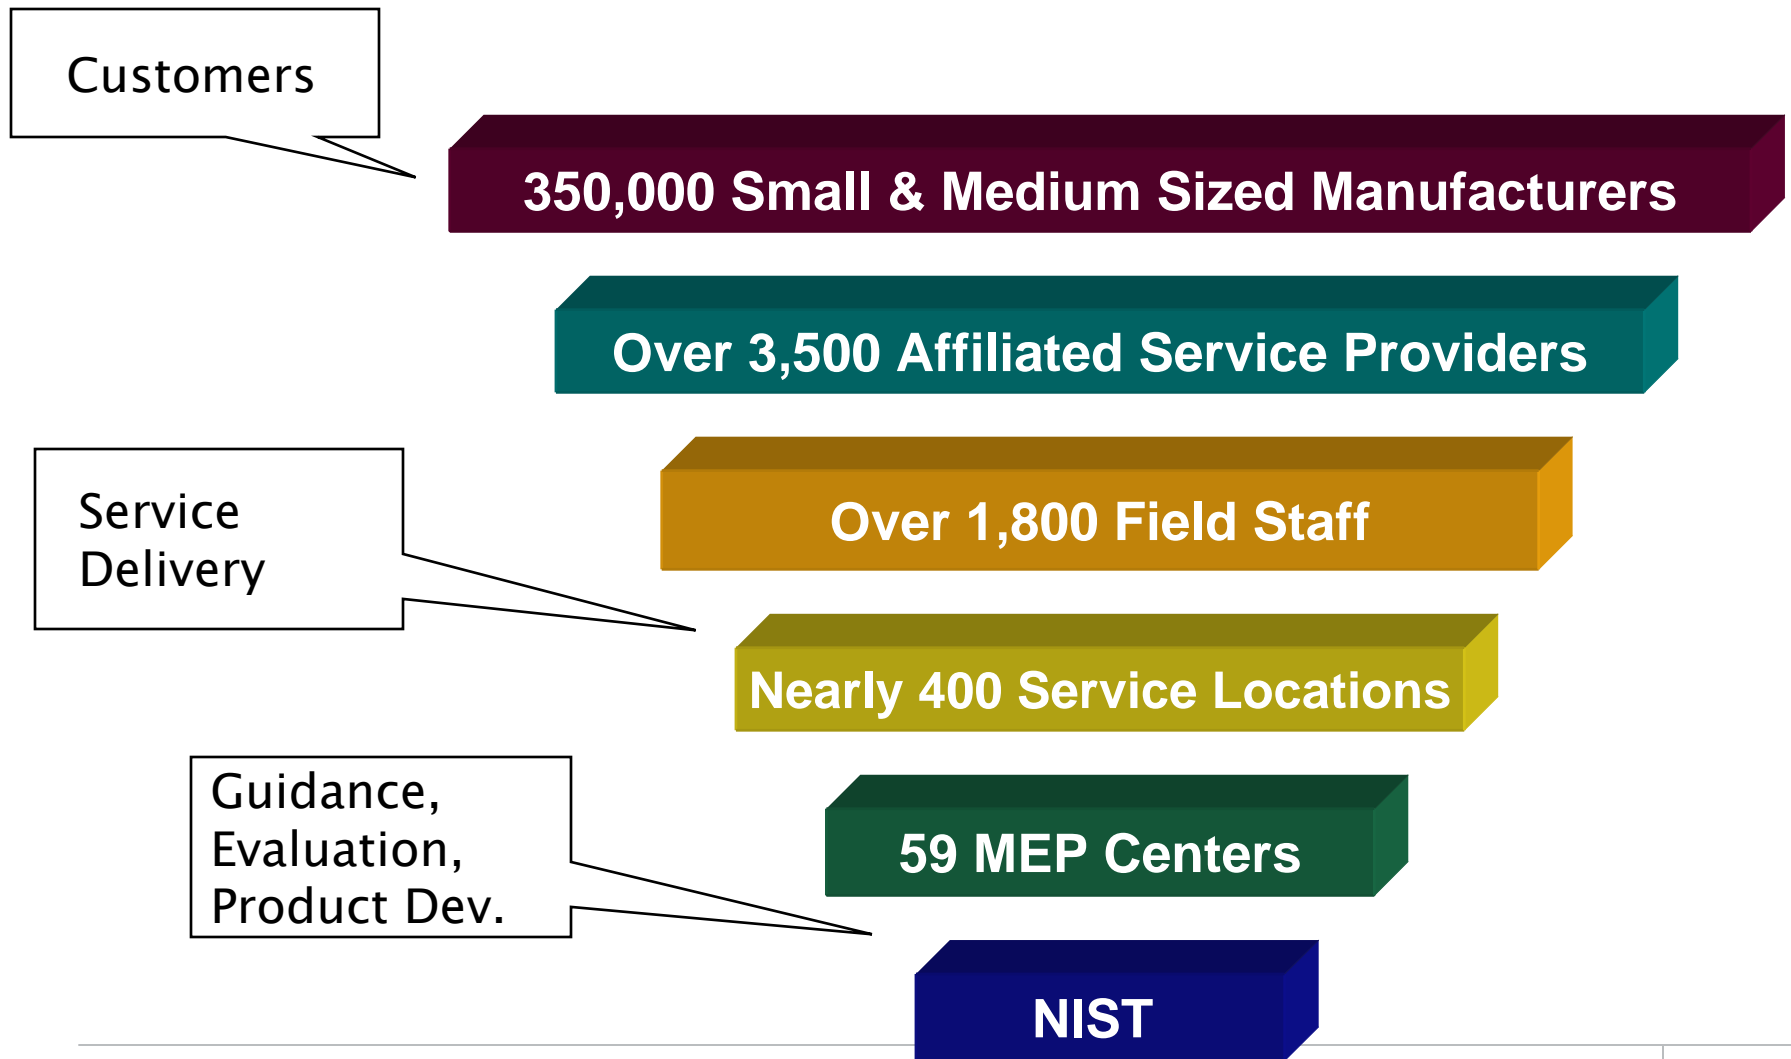 Customers
350,000 Small & Medium Sized Manufacturers
Over 3,500 Affiliated Service Providers
Over 1,800 Field Staff
Service
Delivery
Nearly 400 Service Locations
Guidance,
Evaluation,
Product Dev.
59 MEP Centers
NIST